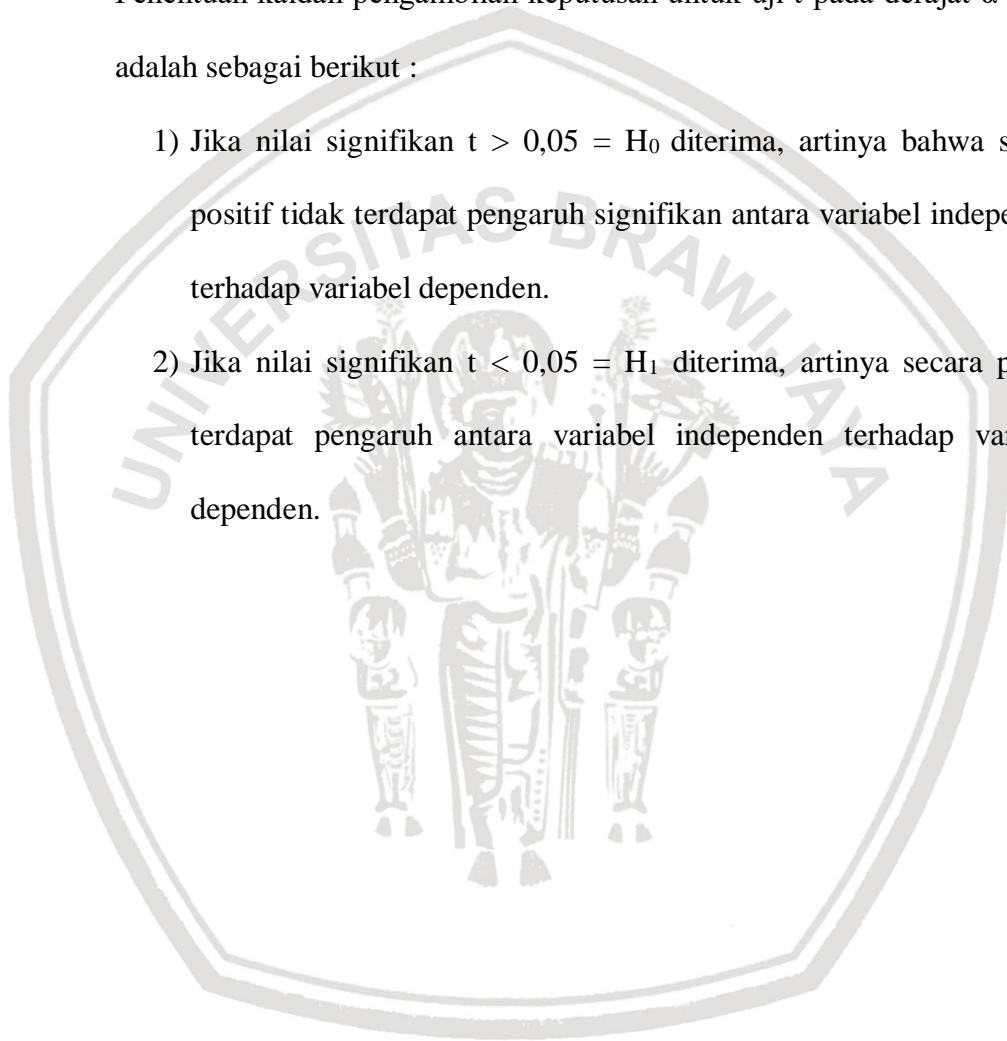 adalah sebagai berikut :
1) Jika nilai signifikan t > 0,05 = H₀ diterima, artinya bahwa
positif tidak terdapat pengaruh signifikan antara variabel
terhadap variabel dependen.
2) Jika nilai signifikan t < 0,05 = H₁ diterima, artinya secara
terdapat pengaruh antara variabel independen terhadap
dependen.
UNIVERSITAS BRAWIJAYA